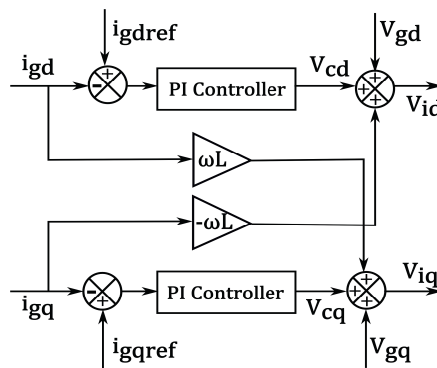 igdref
Vgd
igd
+
-
PI Controller
Vcd
+
+
+
Vid
ωL
-ωL
igq
-
+
PI Controller
Vcq
+
+
+
Viq
igqref
Vgq